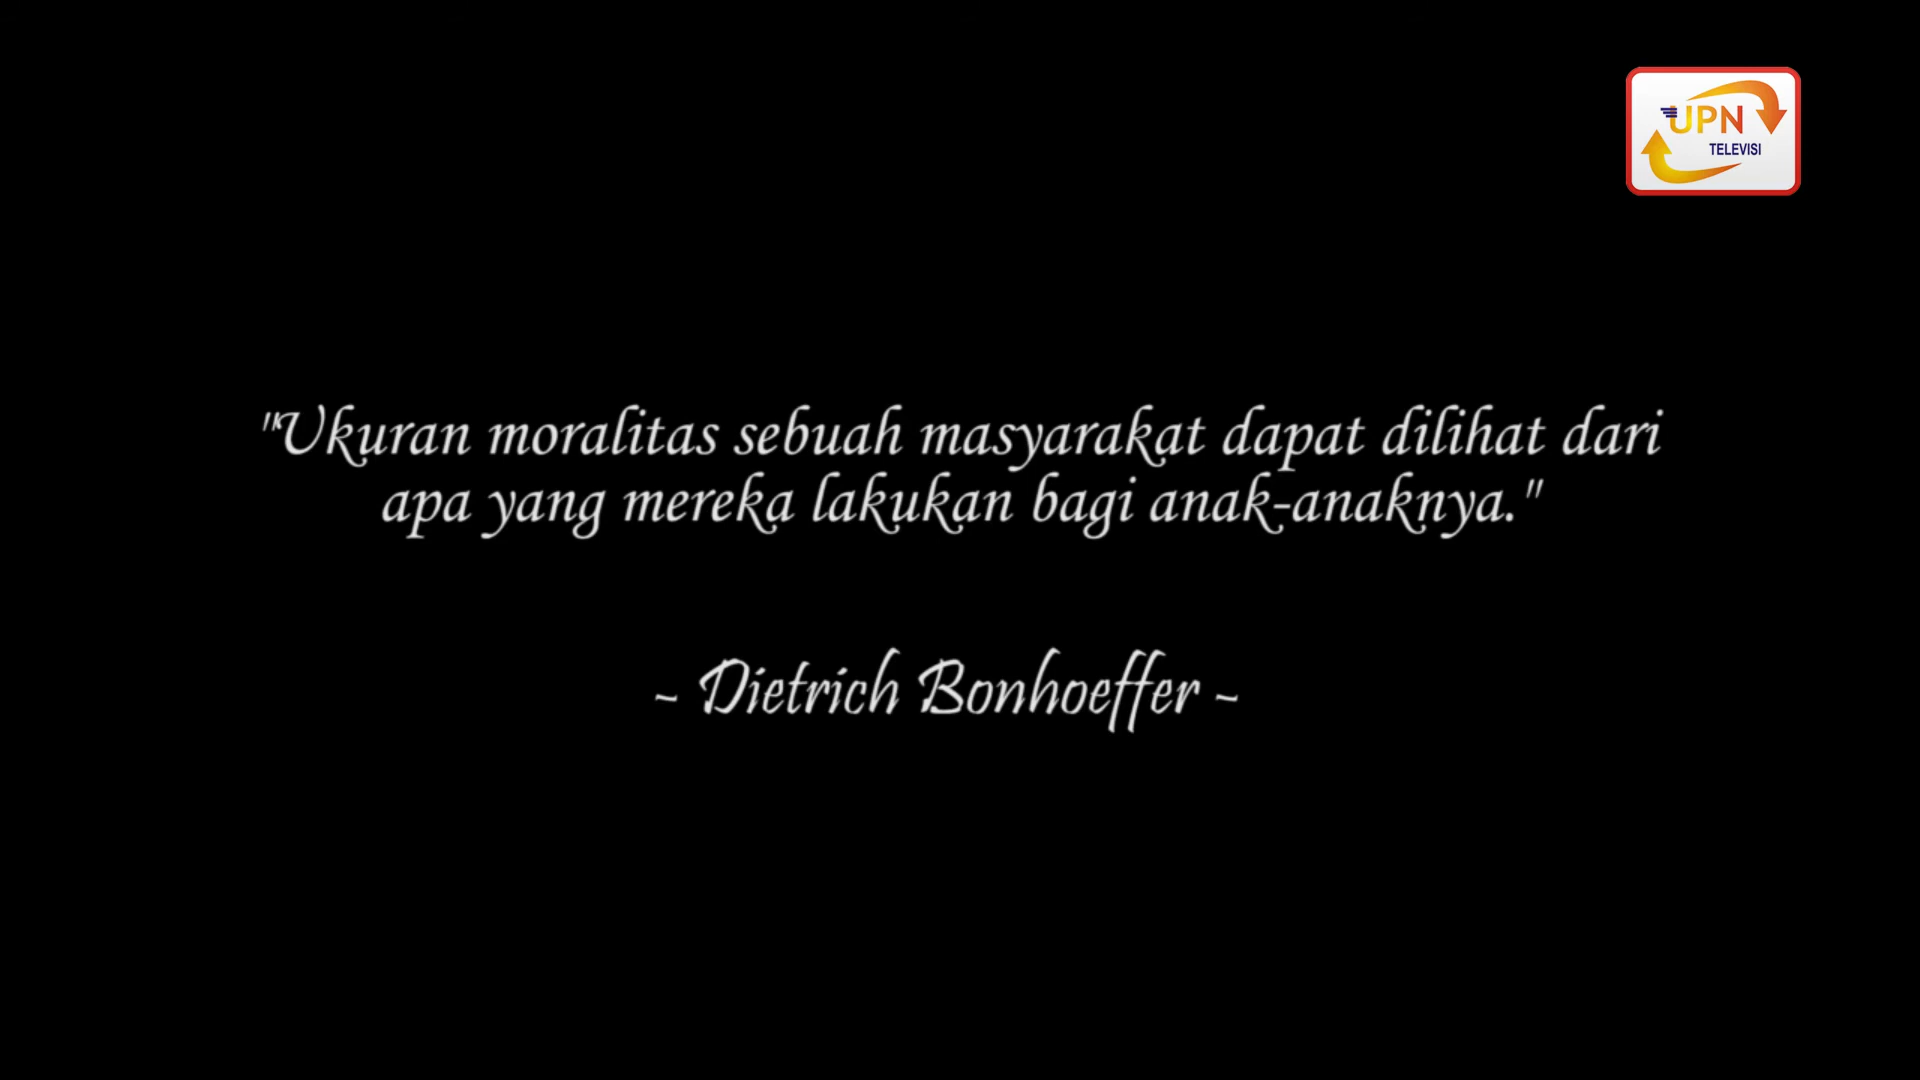 UPN
TELEVISI
"Ukuran moralitas sebuah masyarakat dapat dilihat dari
apa yang mereka lakukan bagi anak-anaknya."
~ Dietrich Bonhoeffer ~